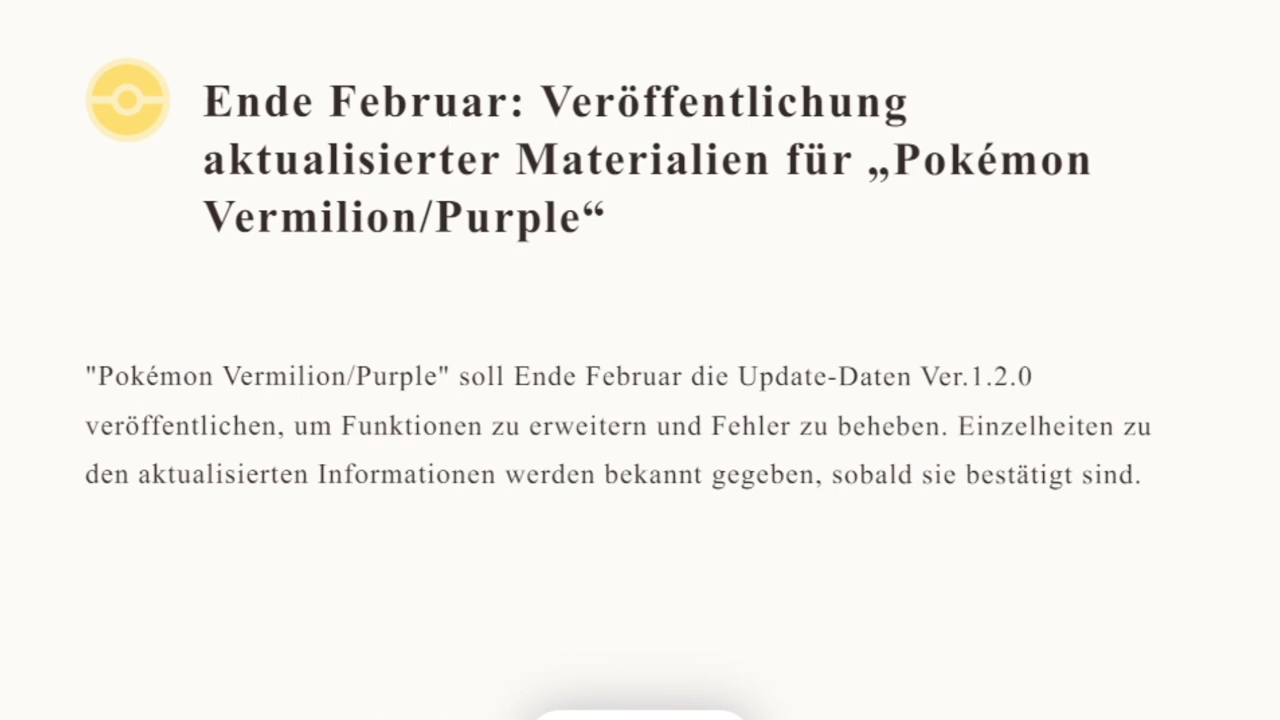 Ende Februar: Veröffentlichung
aktualisierter Materialien für „Pokémon
Vermilion/Purple“
"Pokémon Vermilion/Purple" soll Ende Februar die Update-Daten Ver.1.2.0
veröffentlichen, um Funktionen zu erweitern und Fehler zu beheben. Einzelheiten zu
den aktualisierten Informationen werden bekannt gegeben, sobald sie bestätigt sind.